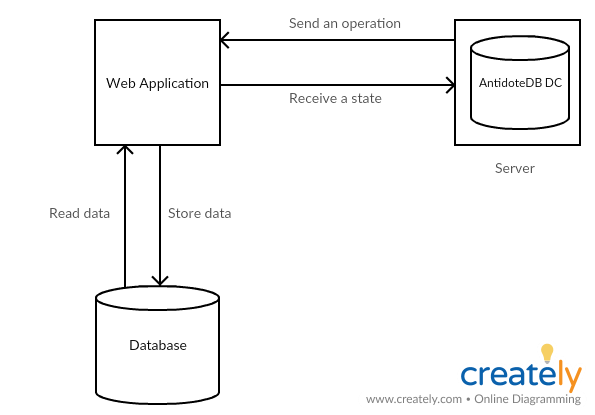 Send an operation
Web Application
AntidoteDB DC
Receive a state
Server
Read data
Store data
Database
creately
www.creately.com • Online Diagramming